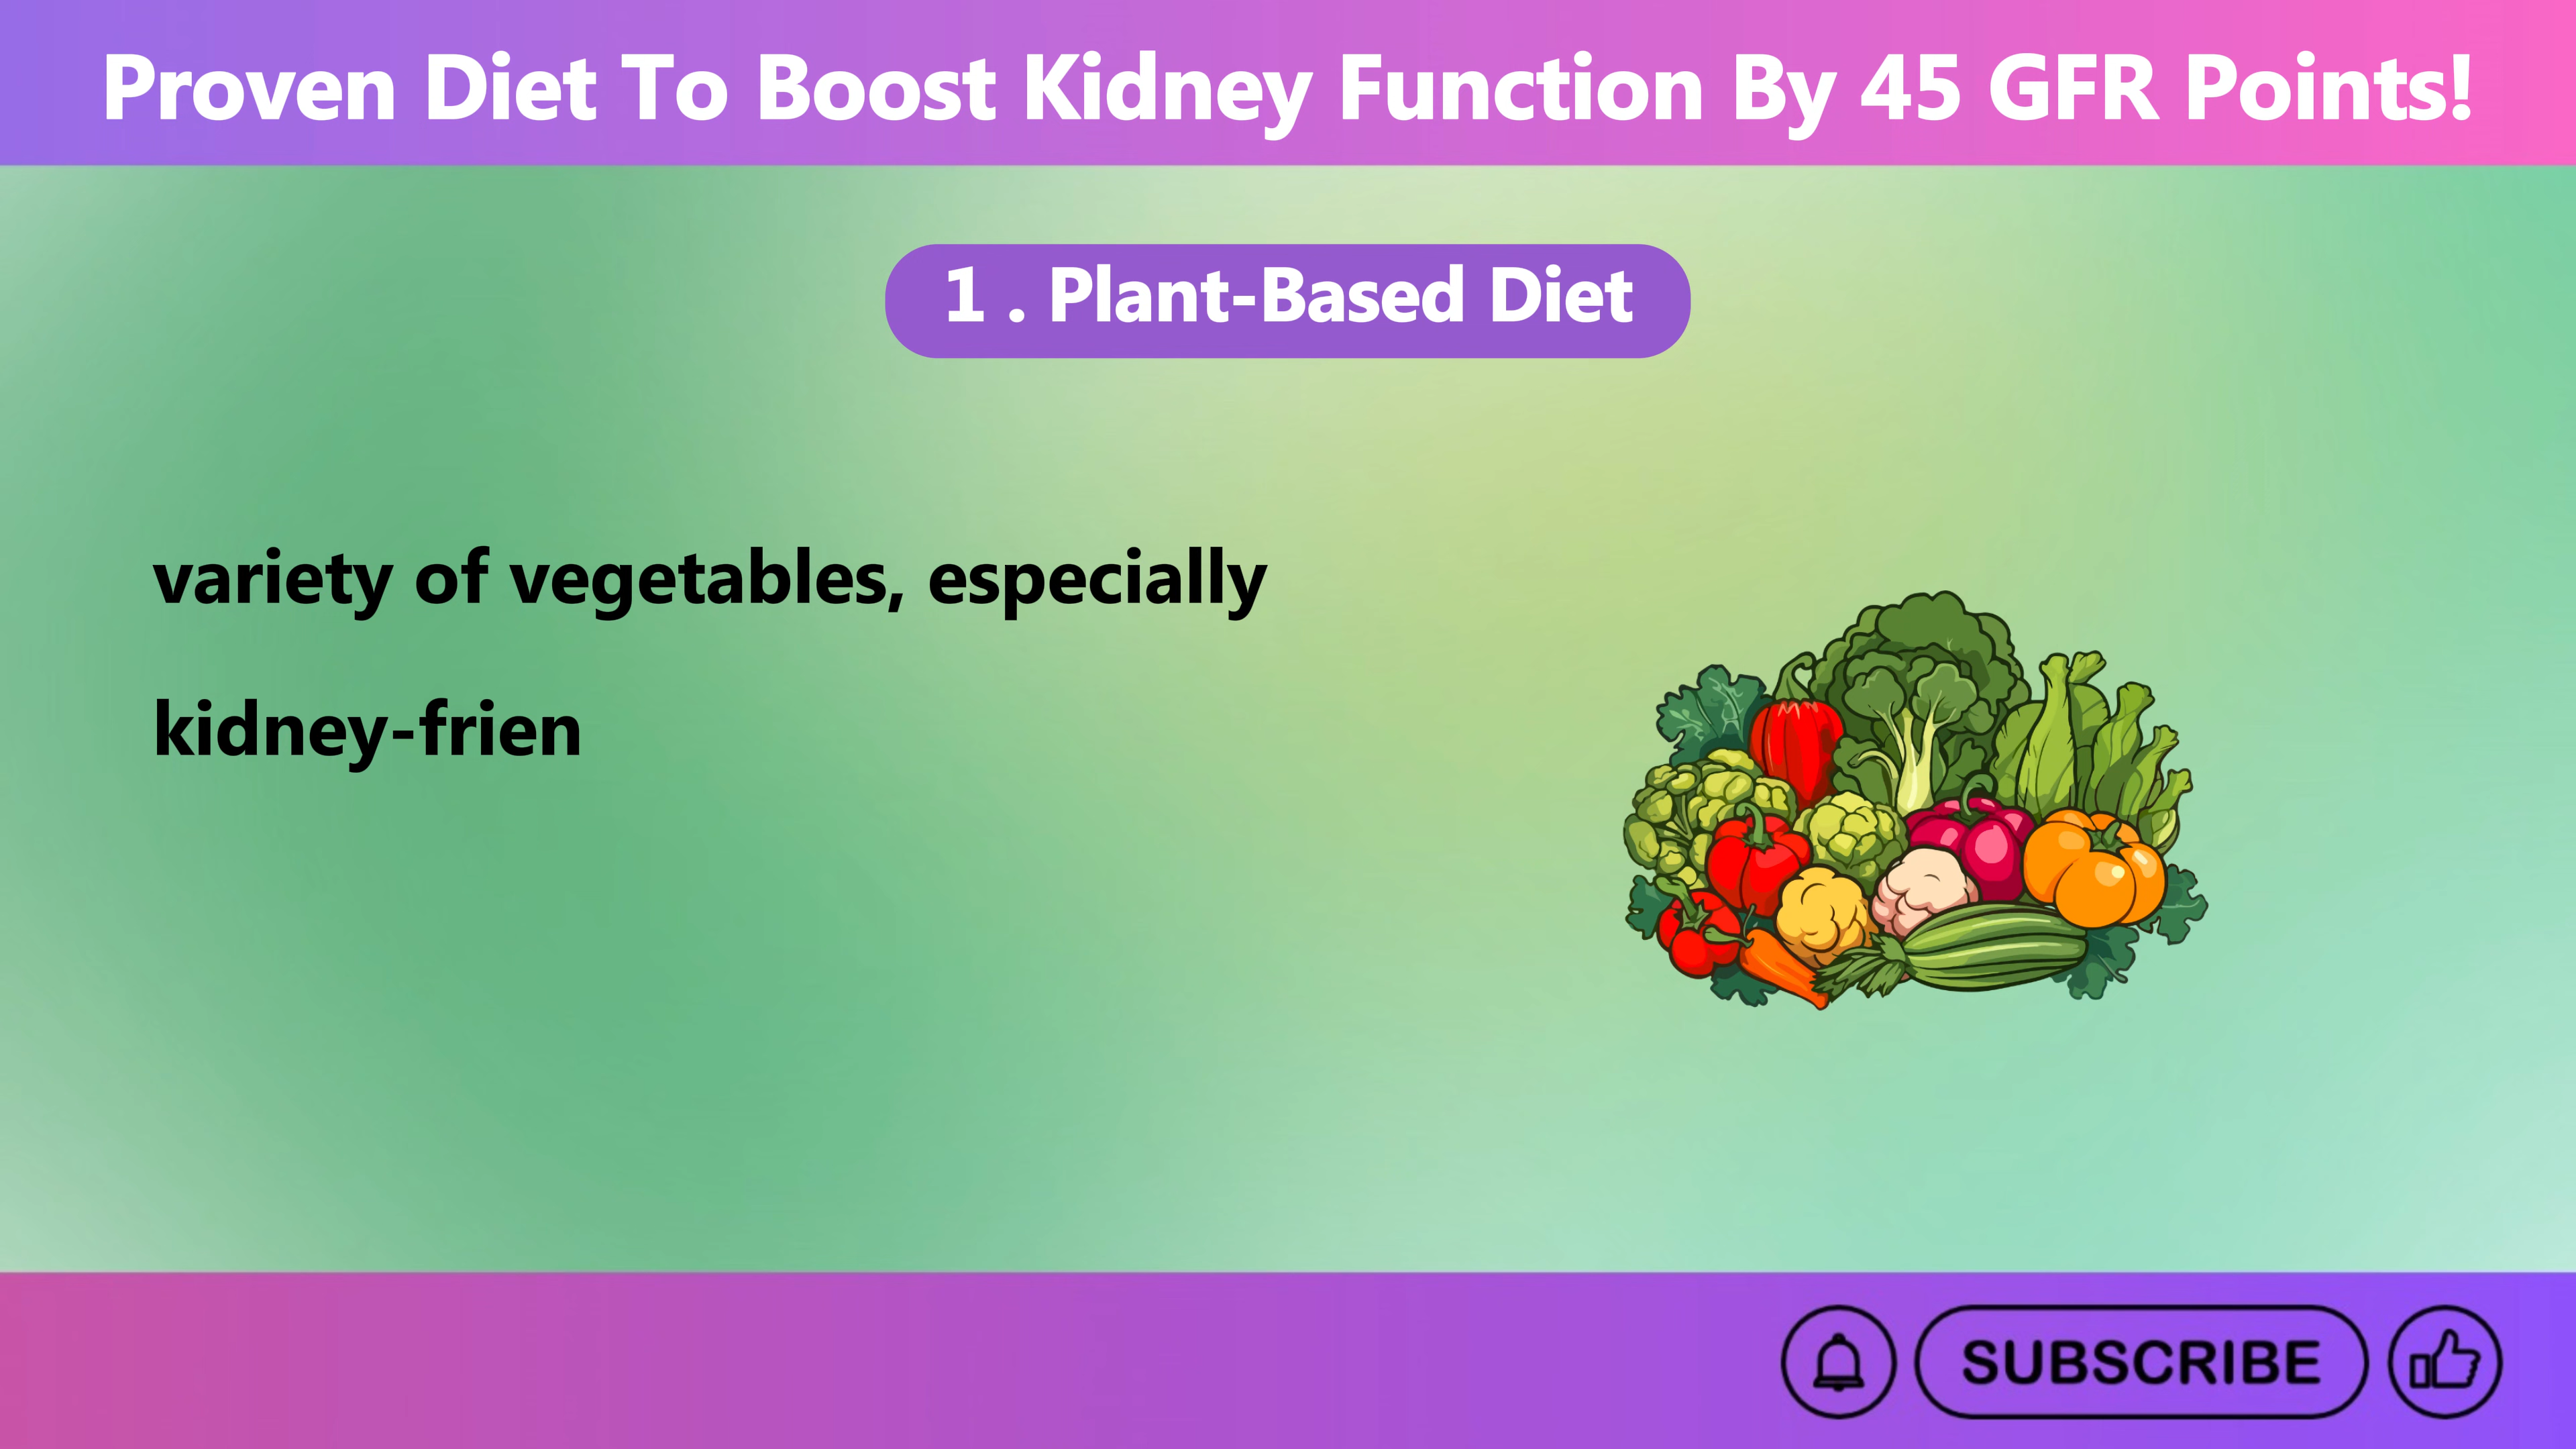 Proven Diet To Boost Kidney Function By 45 GFR Points!
1 . Plant-Based Diet
variety of vegetables, especially
kidney-frien
SUBSCRIBE